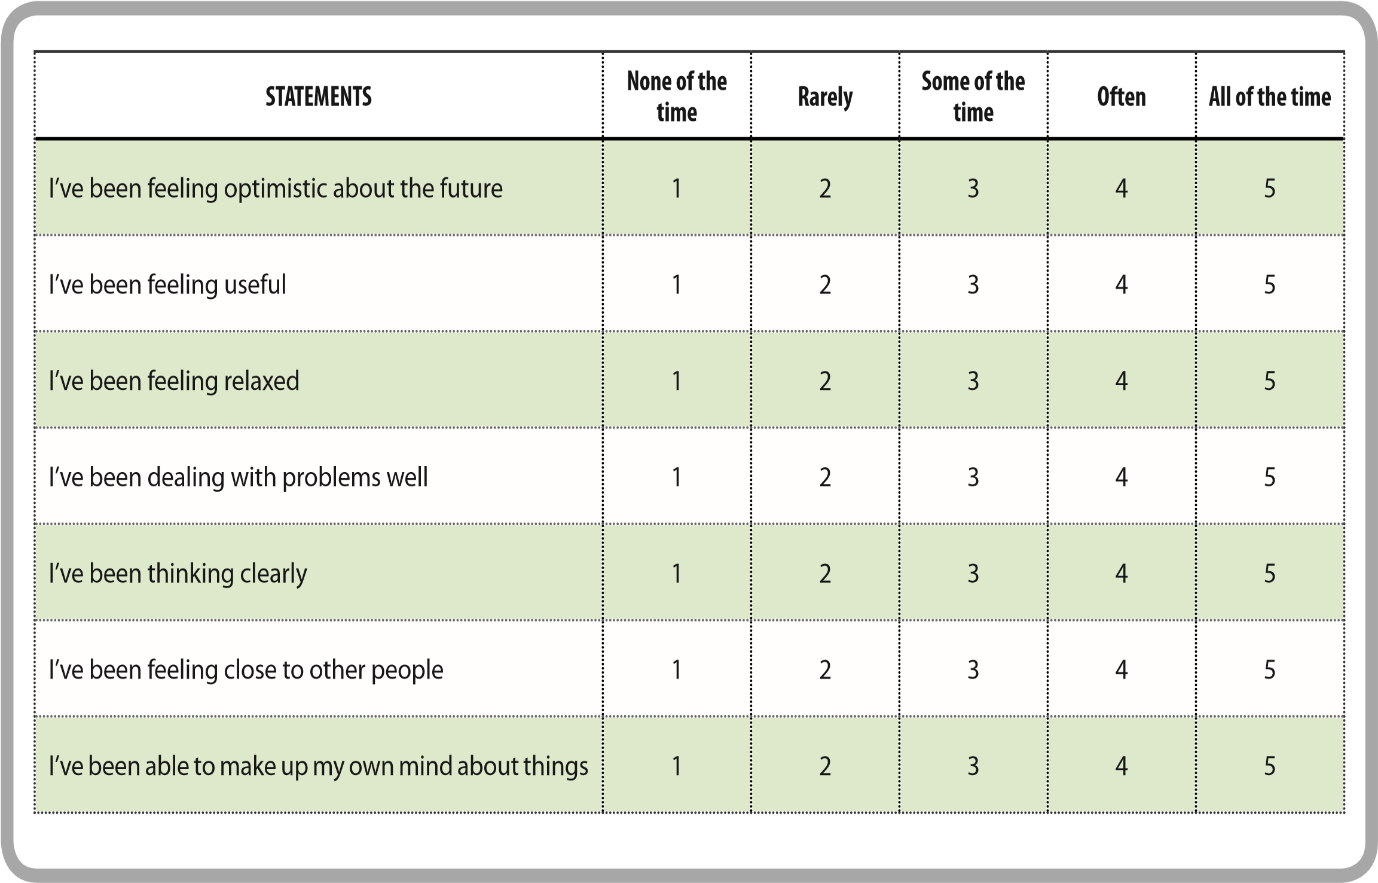 STATEMENTS None of the time Rarely Some of the time Often All of the time
I've been feeling optimistic about the future 1 2 3 4 5
I've been feeling useful 1 2 3 4 5
I've been feeling relaxed 1 2 3 4 5
I've been dealing with problems well 1 2 3 4 5
I've been thinking clearly 1 2 3 4 5
I've been feeling close to other people 1 2 3 4 5
I've been able to make up my own mind about things 1 2 3 4 5